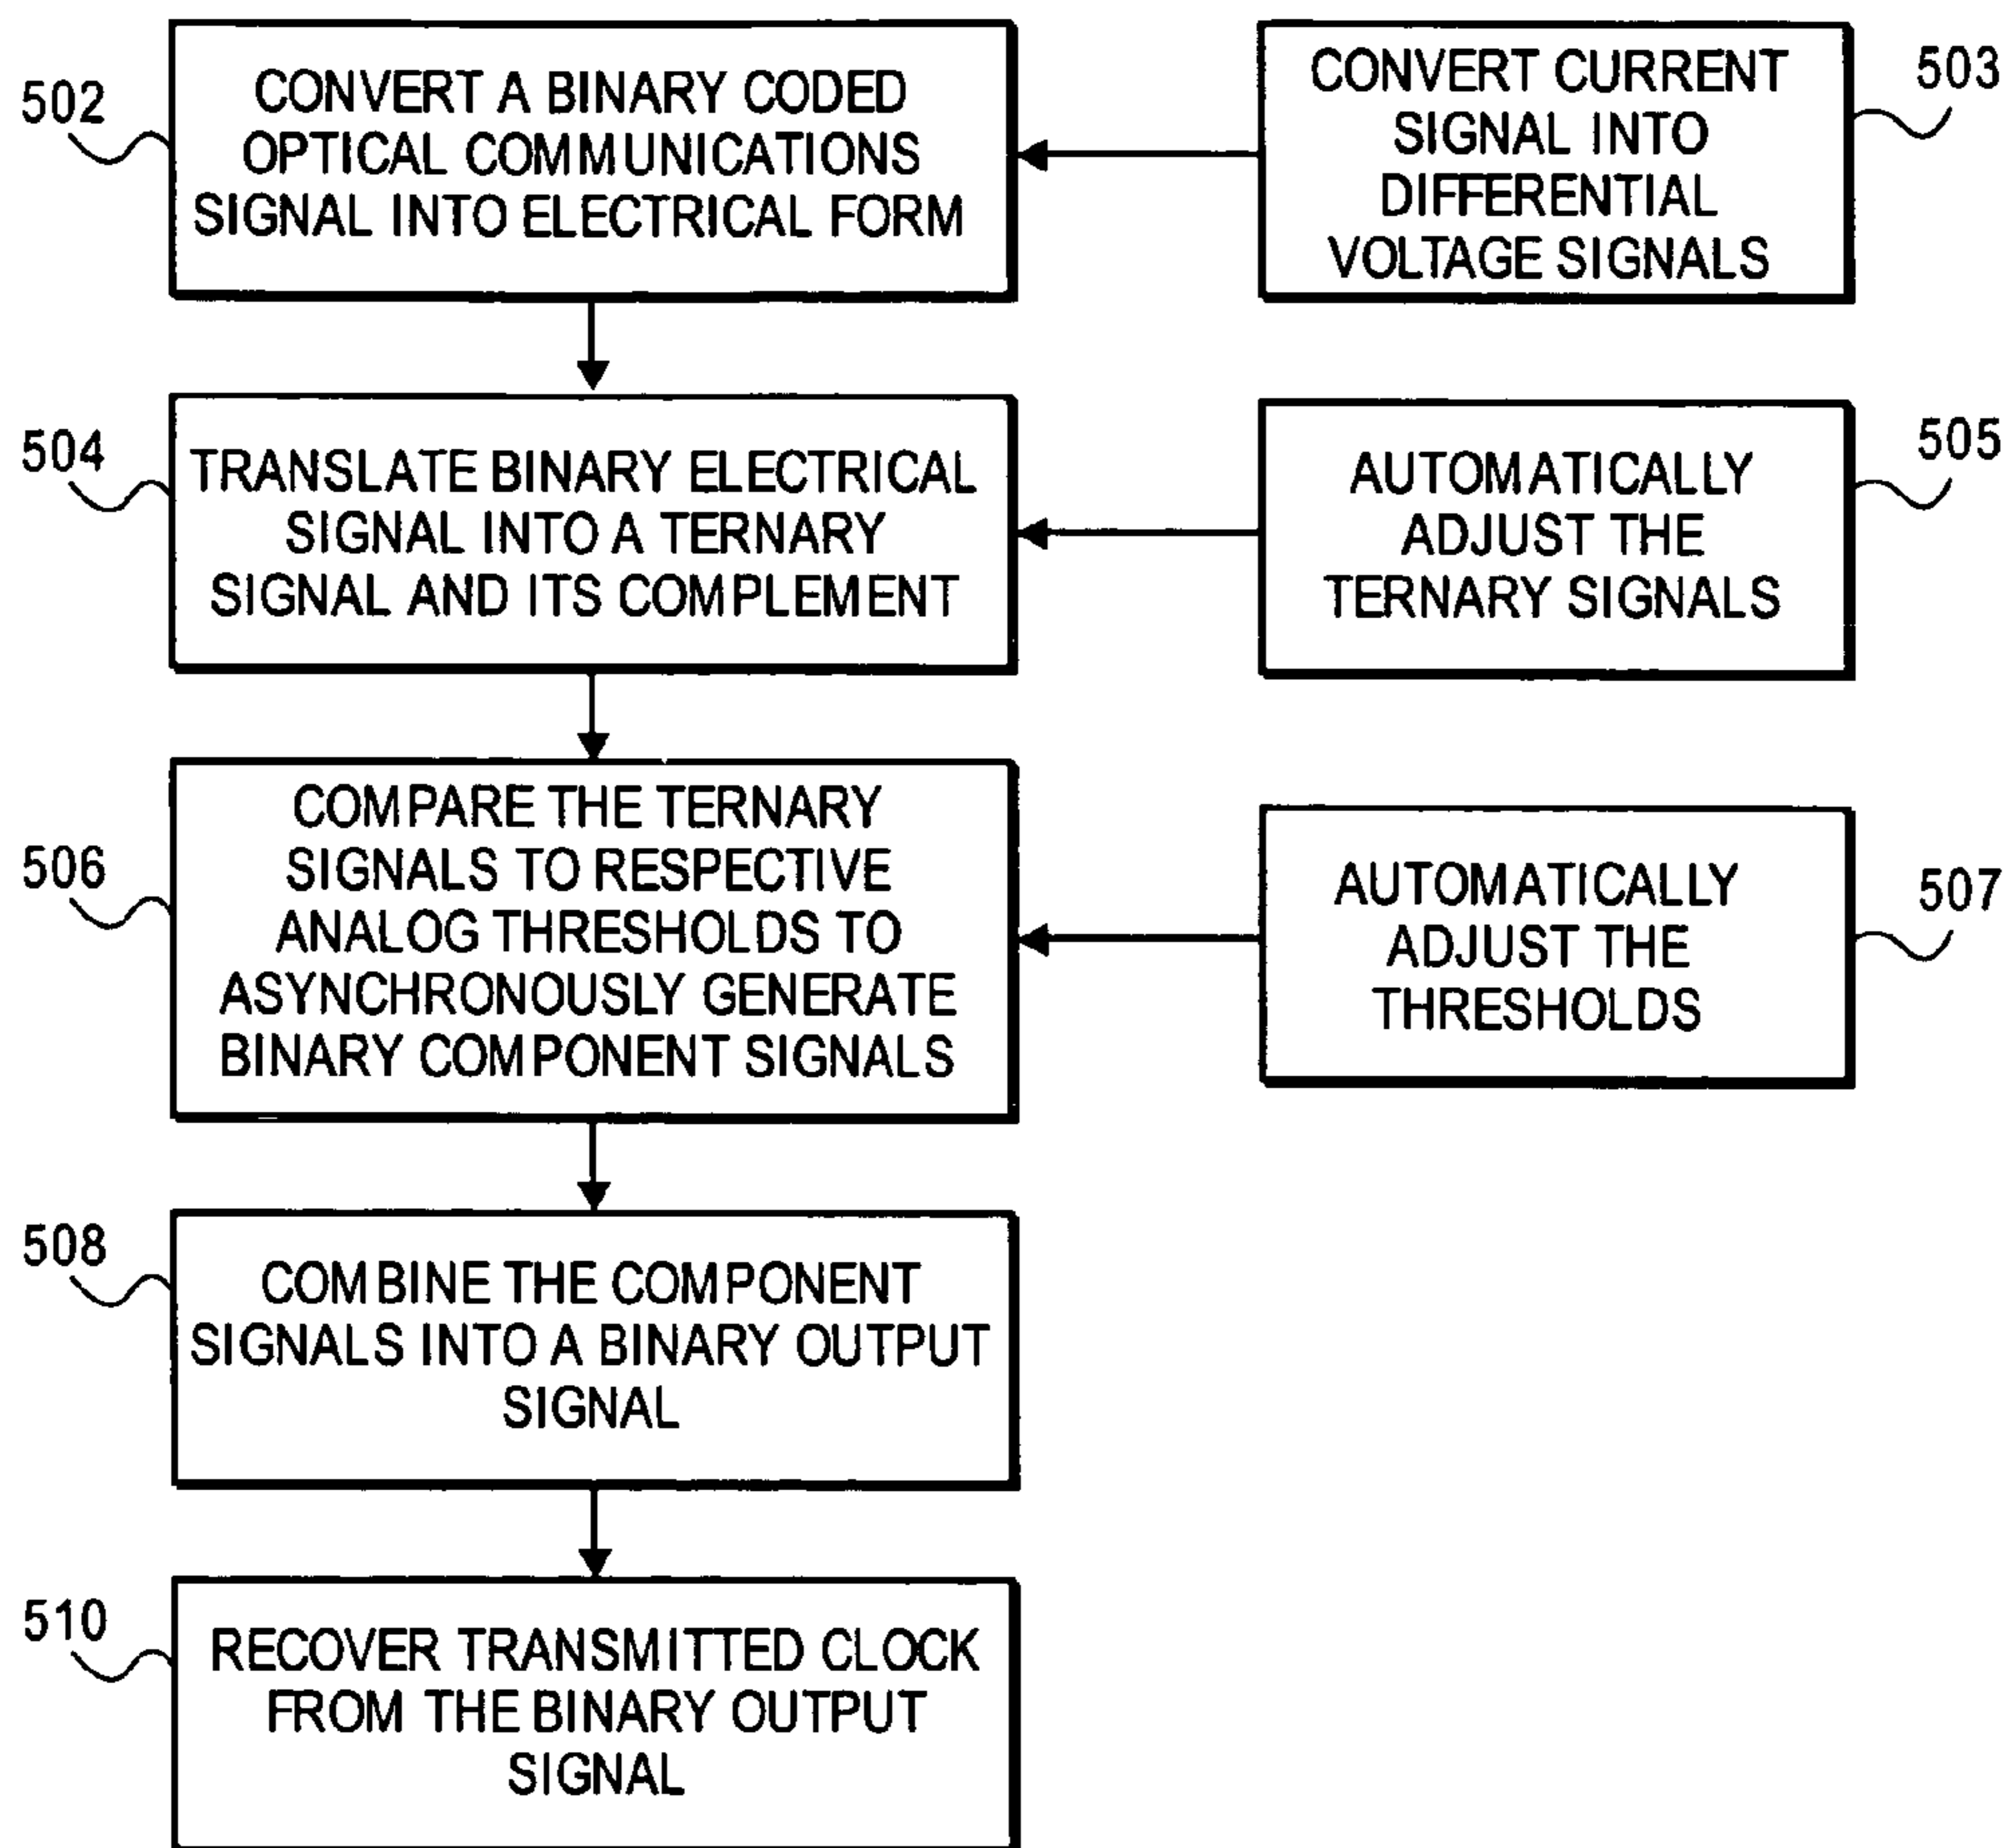 502
CONVERT A BINARY CODED
OPTICAL COMMUNICATIONS
SIGNAL INTO ELECTRICAL FORM
CONVERT CURRENT
SIGNAL INTO
DIFFERENTIAL
VOLTAGE SIGNALS
503
504
TRANSLATE BINARY ELECTRICAL
SIGNAL INTO A TERNARY
SIGNAL AND ITS COMPLEMENT
AUTOMATICALLY
ADJUST THE
TERNARY SIGNALS
505
506
COMPARE THE TERNARY
SIGNALS TO RESPECTIVE
ANALOG THRESHOLDS TO
ASYNCHRONOUSLY GENERATE
BINARY COMPONENT SIGNALS
AUTOMATICALLY
ADJUST THE
THRESHOLDS
507
508
COMBINE THE COMPONENT
SIGNALS INTO A BINARY OUTPUT
SIGNAL
510
RECOVER TRANSMITTED CLOCK
FROM THE BINARY OUTPUT
SIGNAL